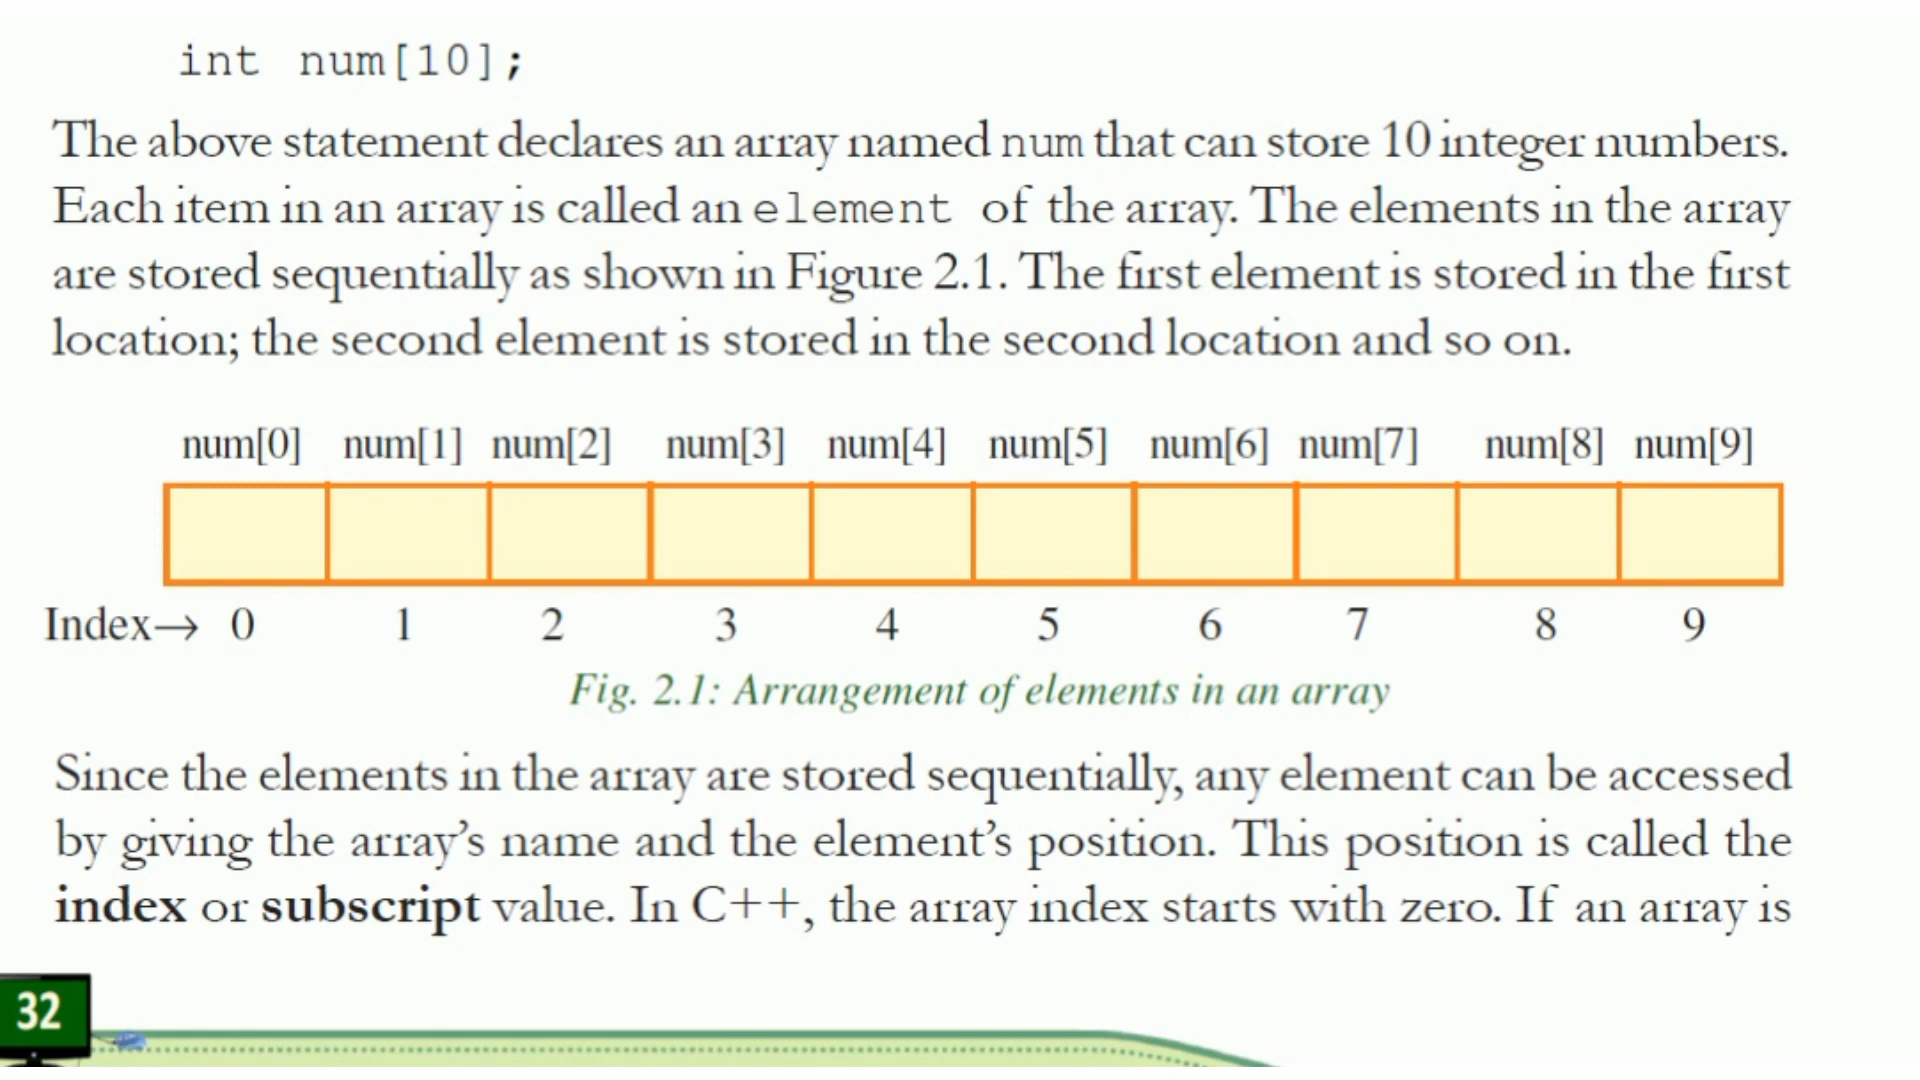 int num[10];
The above statement declares an array named num that can store 10 integer numbers.
Each item in an array is called an element of the array. The elements in the array
are stored sequentially as shown in Figure 2.1. The first element is stored in the first
location; the second element is stored in the second location and so on.
num[0] num[1] num[2] num[3] num[4] num[5] num[6] num[7] num[8] num[9]
Index→ 0 1 2 3 4 5 6 7 8 9
Fig. 2.1: Arrangement of elements in an array
Since the elements in the array are stored sequentially, any element can be accessed
by giving the array’s name and the element’s position. This position is called the
index or subscript value. In C++, the array index starts with zero. If an array is
32